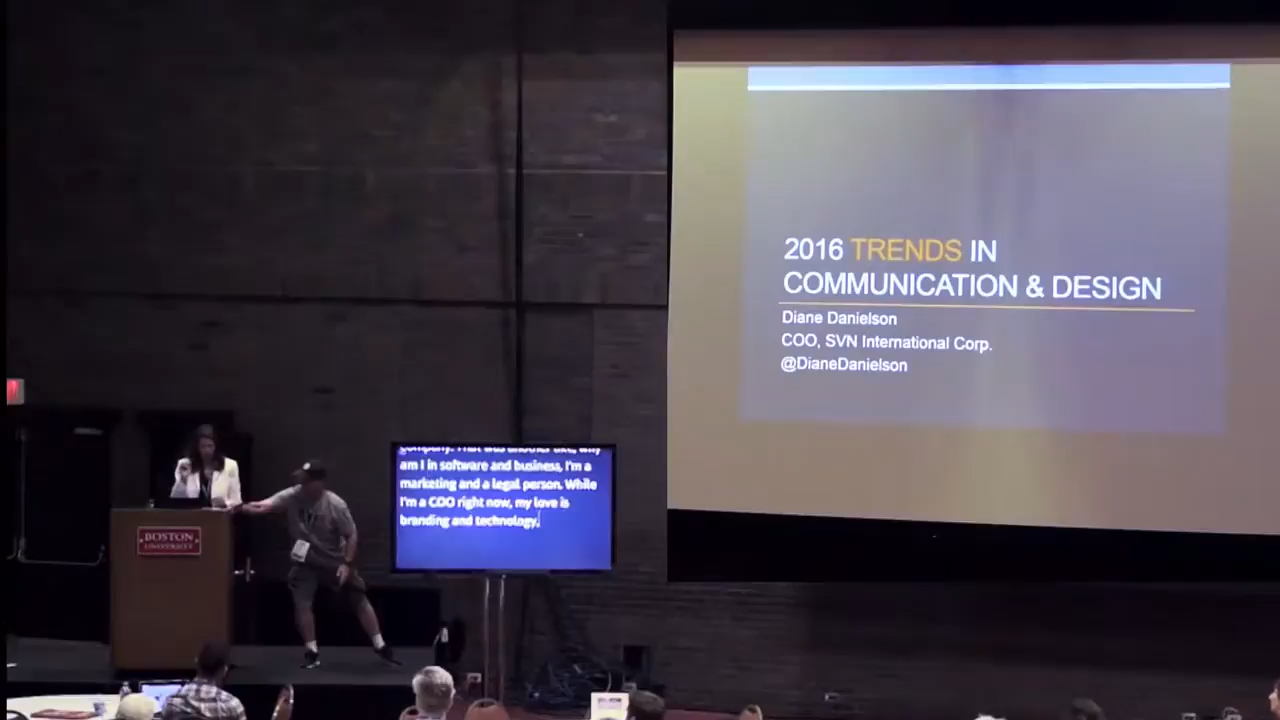 2016 TRENDS IN
COMMUNICATION & DESIGN
Diane Danielson
COO, SVN International Corp.
@DianeDanielson
am I in software and business, I'm a
marketing and a legal person. While
I'm a COO right now, my love is
branding and technology.
BOSTON
UNIVERSITY